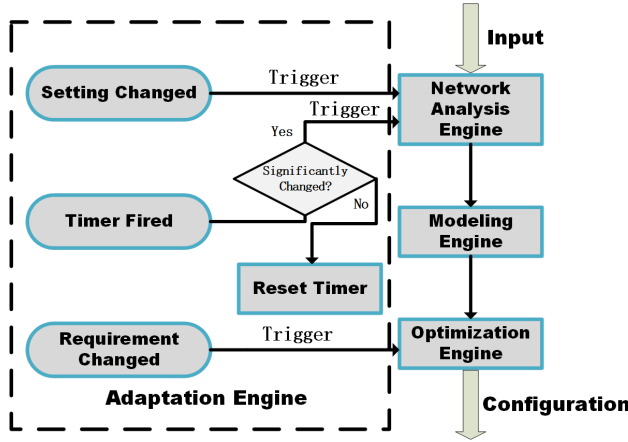 Input
Setting Changed
Trigger
Network
Analysis
Engine
Trigger
Yes
Significantly
Changed?
No
Timer Fired
Modeling
Engine
Reset Timer
Requirement
Changed
Trigger
Optimization
Engine
Adaptation Engine
Configuration